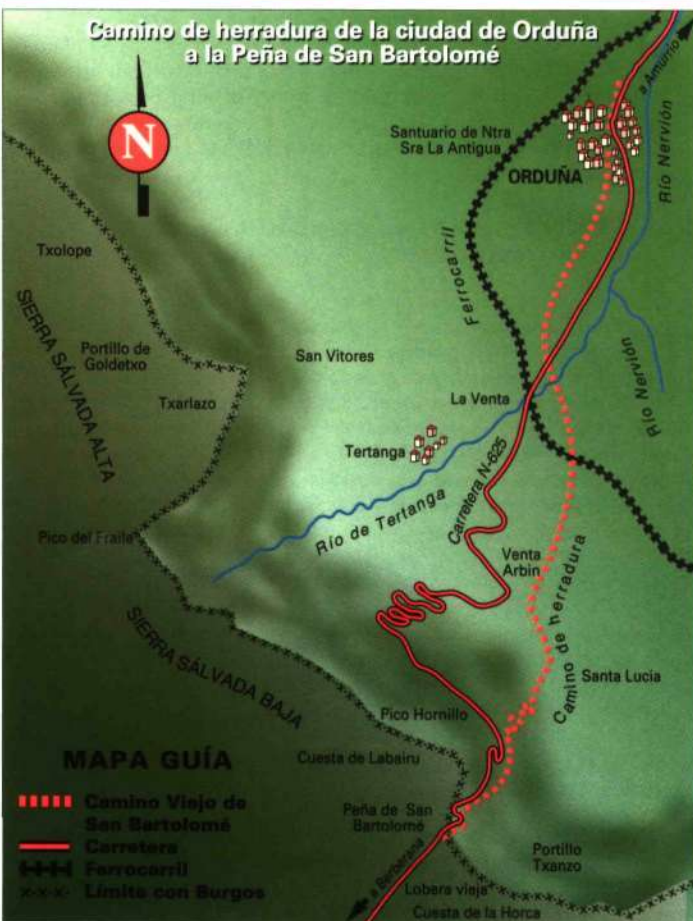 Camino de herradura de la ciudad de Orduña
a la Peña de San Bartolomé
N
a Amurrio
Santuario de Ntra
Sra La Antigua
ORDUÑA
Río Nervión
Txolope
Ferrocarril
SIERRA SÁLVADA ALTA
Portillo de
Goldetxo
San Vitores
Txarlazo
La Venta
Río Nervión
Tertanga
Carretera N-625
Río de Tertanga
Pico del Fraile
Venta
Arbin
Camino de herradura
SIERRA SÁLVADA BAJA
Santa Lucia
Pico Hornillo
MAPA GUÍA
Cuesta de Labairu
Camino Viejo de
San Bartolomé
Carretera
Ferrocarril
Límite con Burgos
Peña de San
Bartolomé
Portillo
Txanzo
a Berberana
Lobera vieja
Cuesta de la Horca